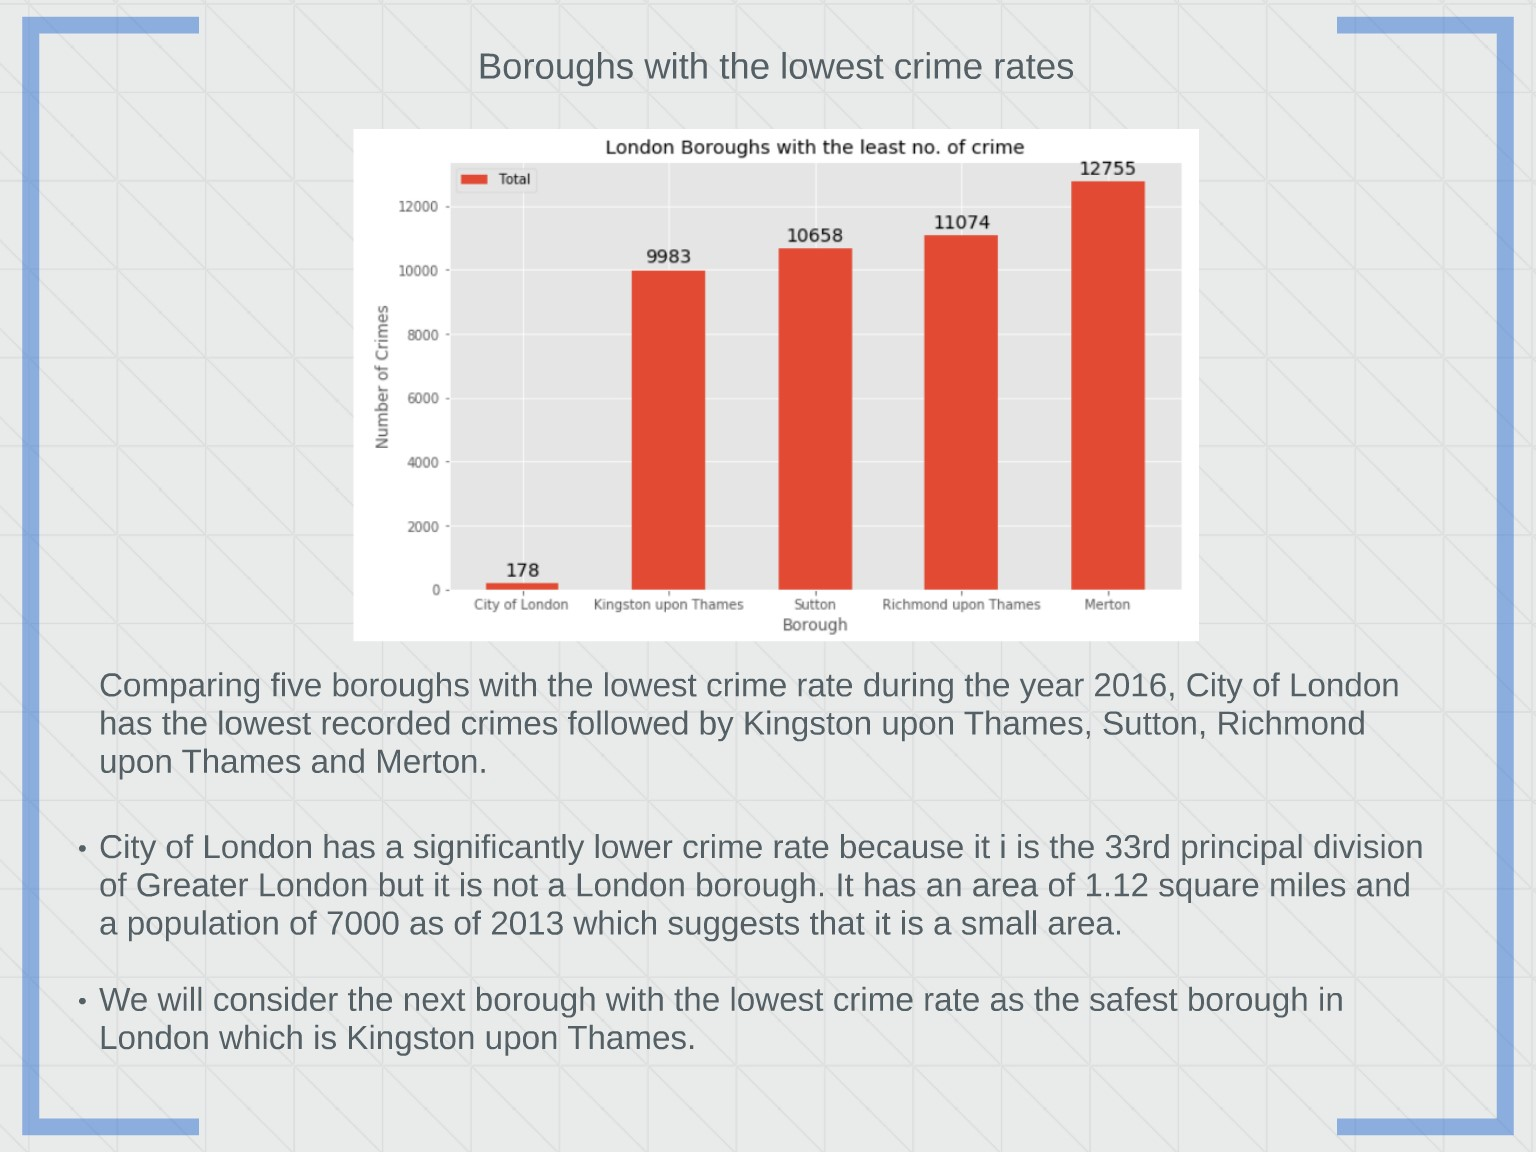 Boroughs with the lowest crime rates
London Boroughs with the least no. of crime
Total
12755
11074
10658
9983
178
12000
10000
8000
6000
4000
2000
0
Number of Crimes
City of London
Kingston upon Thames
Sutton
Richmond upon Thames
Merton
Borough
Comparing five boroughs with the lowest crime rate during the year 2016, City of London
has the lowest recorded crimes followed by Kingston upon Thames, Sutton, Richmond
upon Thames and Merton.
• City of London has a significantly lower crime rate because it i is the 33rd principal division
of Greater London but it is not a London borough. It has an area of 1.12 square miles and
a population of 7000 as of 2013 which suggests that it is a small area.
• We will consider the next borough with the lowest crime rate as the safest borough in
London which is Kingston upon Thames.